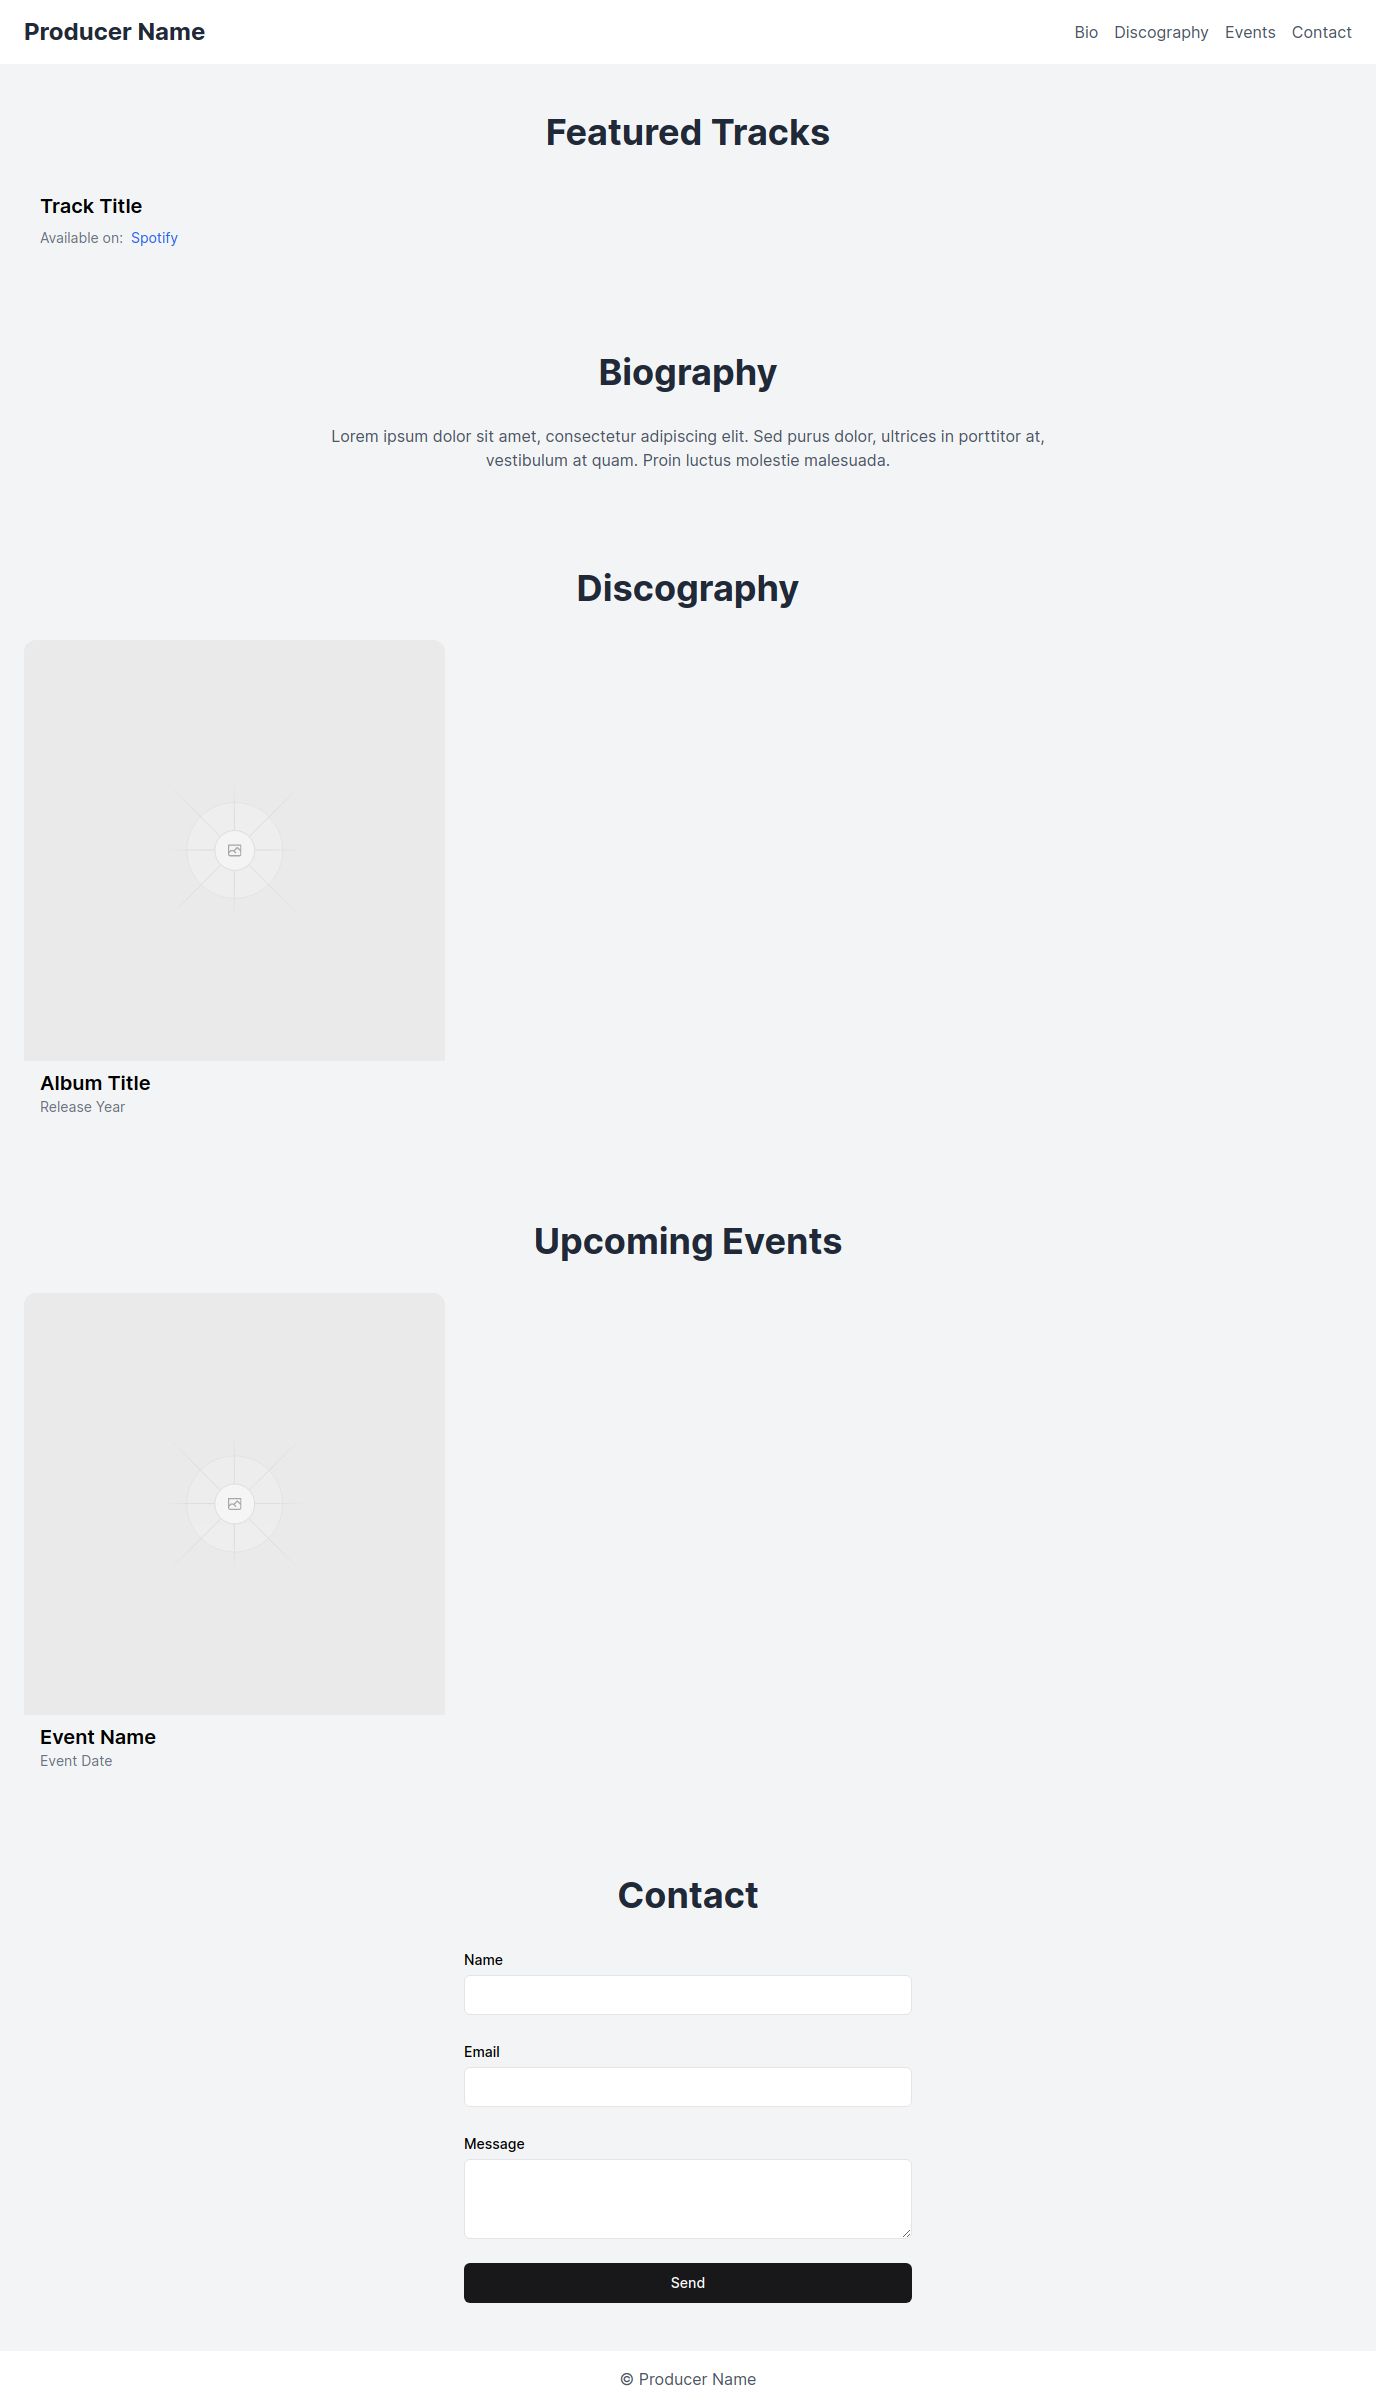 Producer Name
Bio Discography Events Contact
Featured Tracks
Track Title
Available on: Spotify
Biography
Lorem ipsum dolor sit amet, consectetur adipiscing elit. Sed purus dolor, ultrices in porttitor at,
vestibulum at quam. Proin luctus molestie malesuada.
Discography
Album Title
Release Year
Upcoming Events
Event Name
Event Date
Contact
Name
Email
Message
Send
© Producer Name